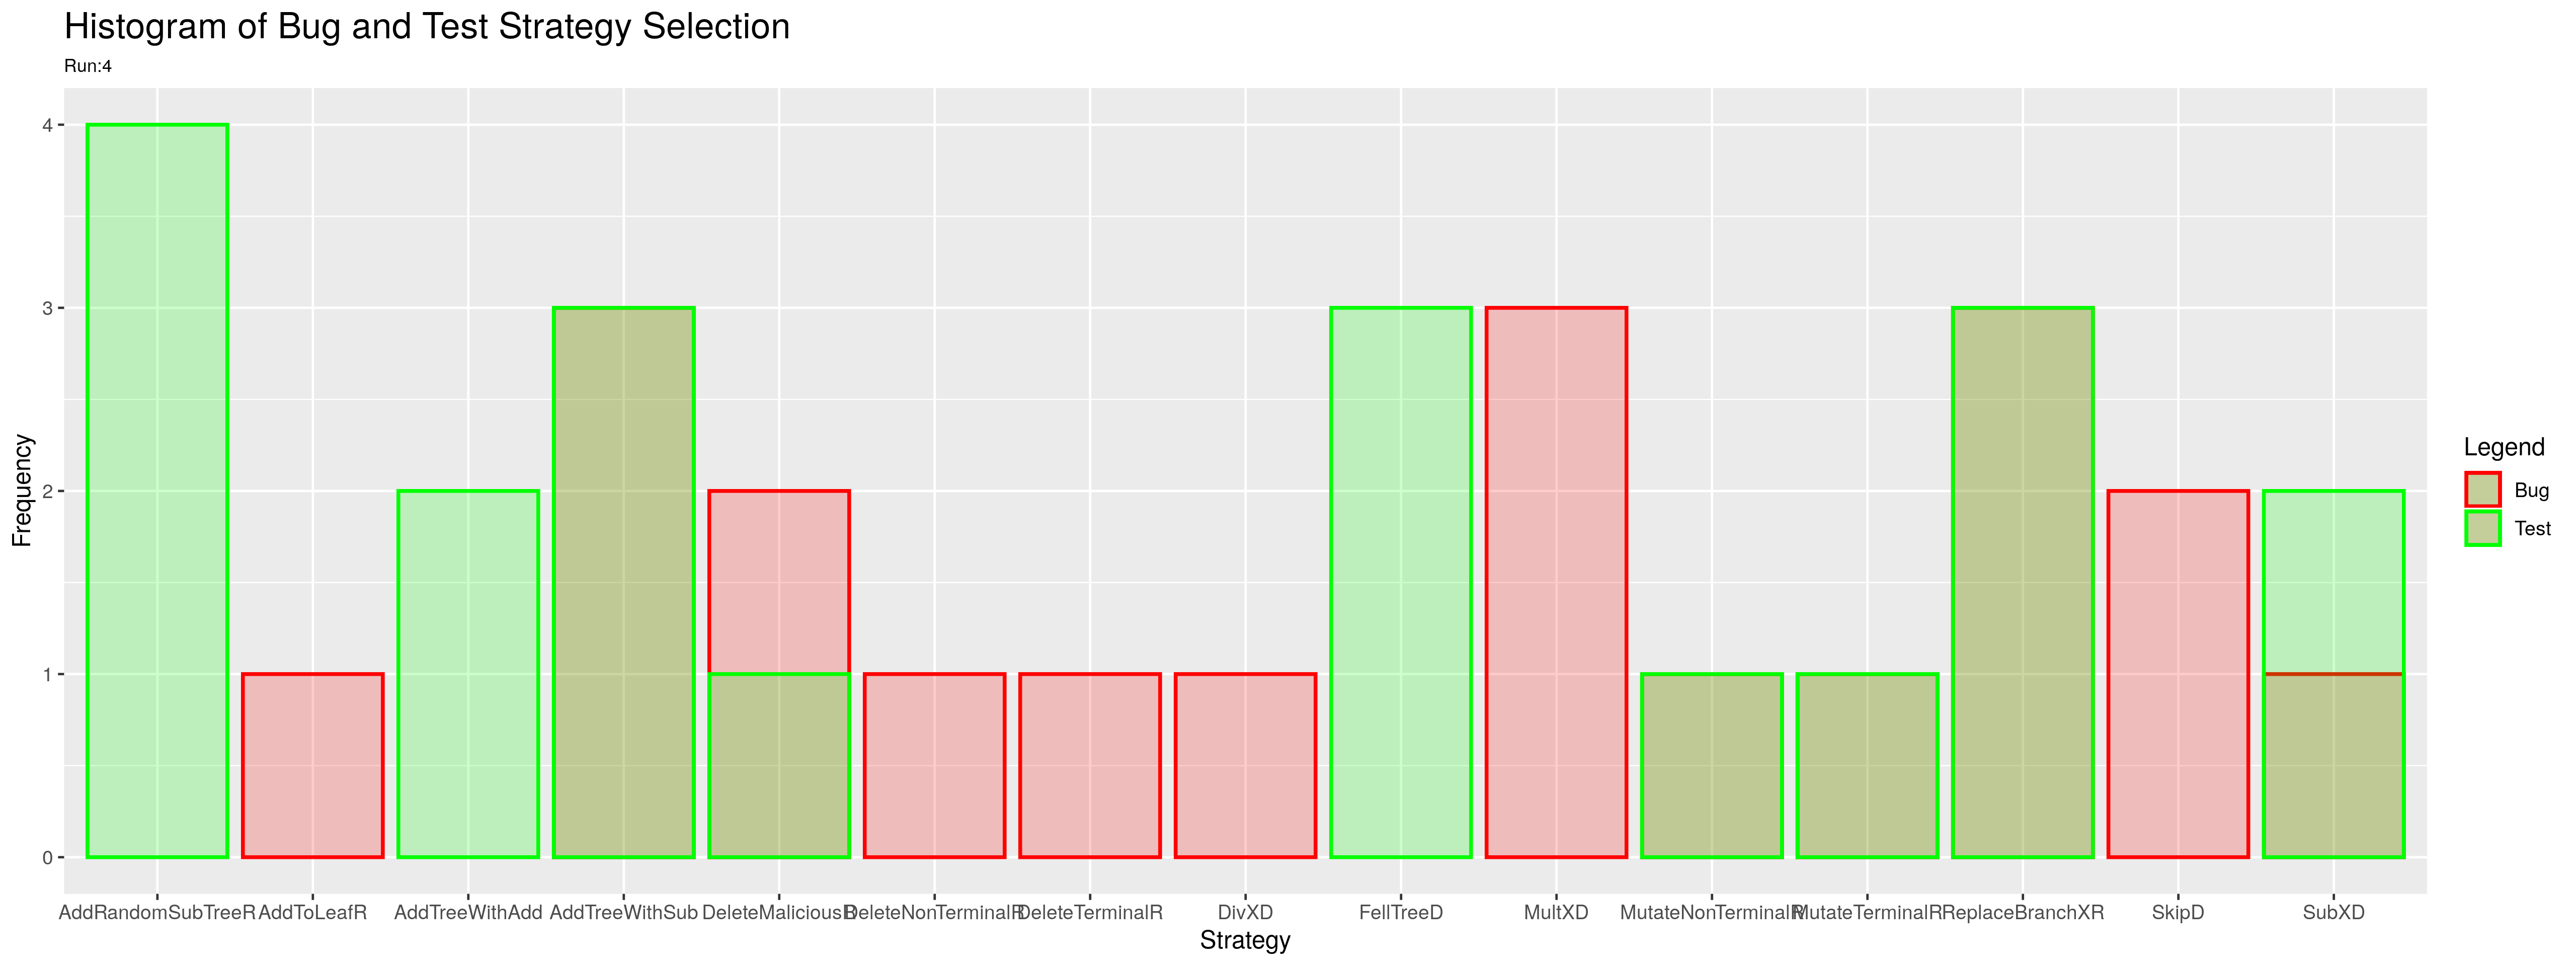 Histogram of Bug and Test Strategy Selection
Run:4
Frequency
4
3
2
1
0
AddRandomSubTreeR AddToLeafR AddTreeWithAdd AddTreeWithSub DeleteMaliciousR DeleteNonTerminalR DeleteTerminalR DivXD FellTreeD MultXD MutateNonTerminalR MutateTerminalR ReplaceBranchXR SkipD SubXD
Strategy
Legend
Bug
Test